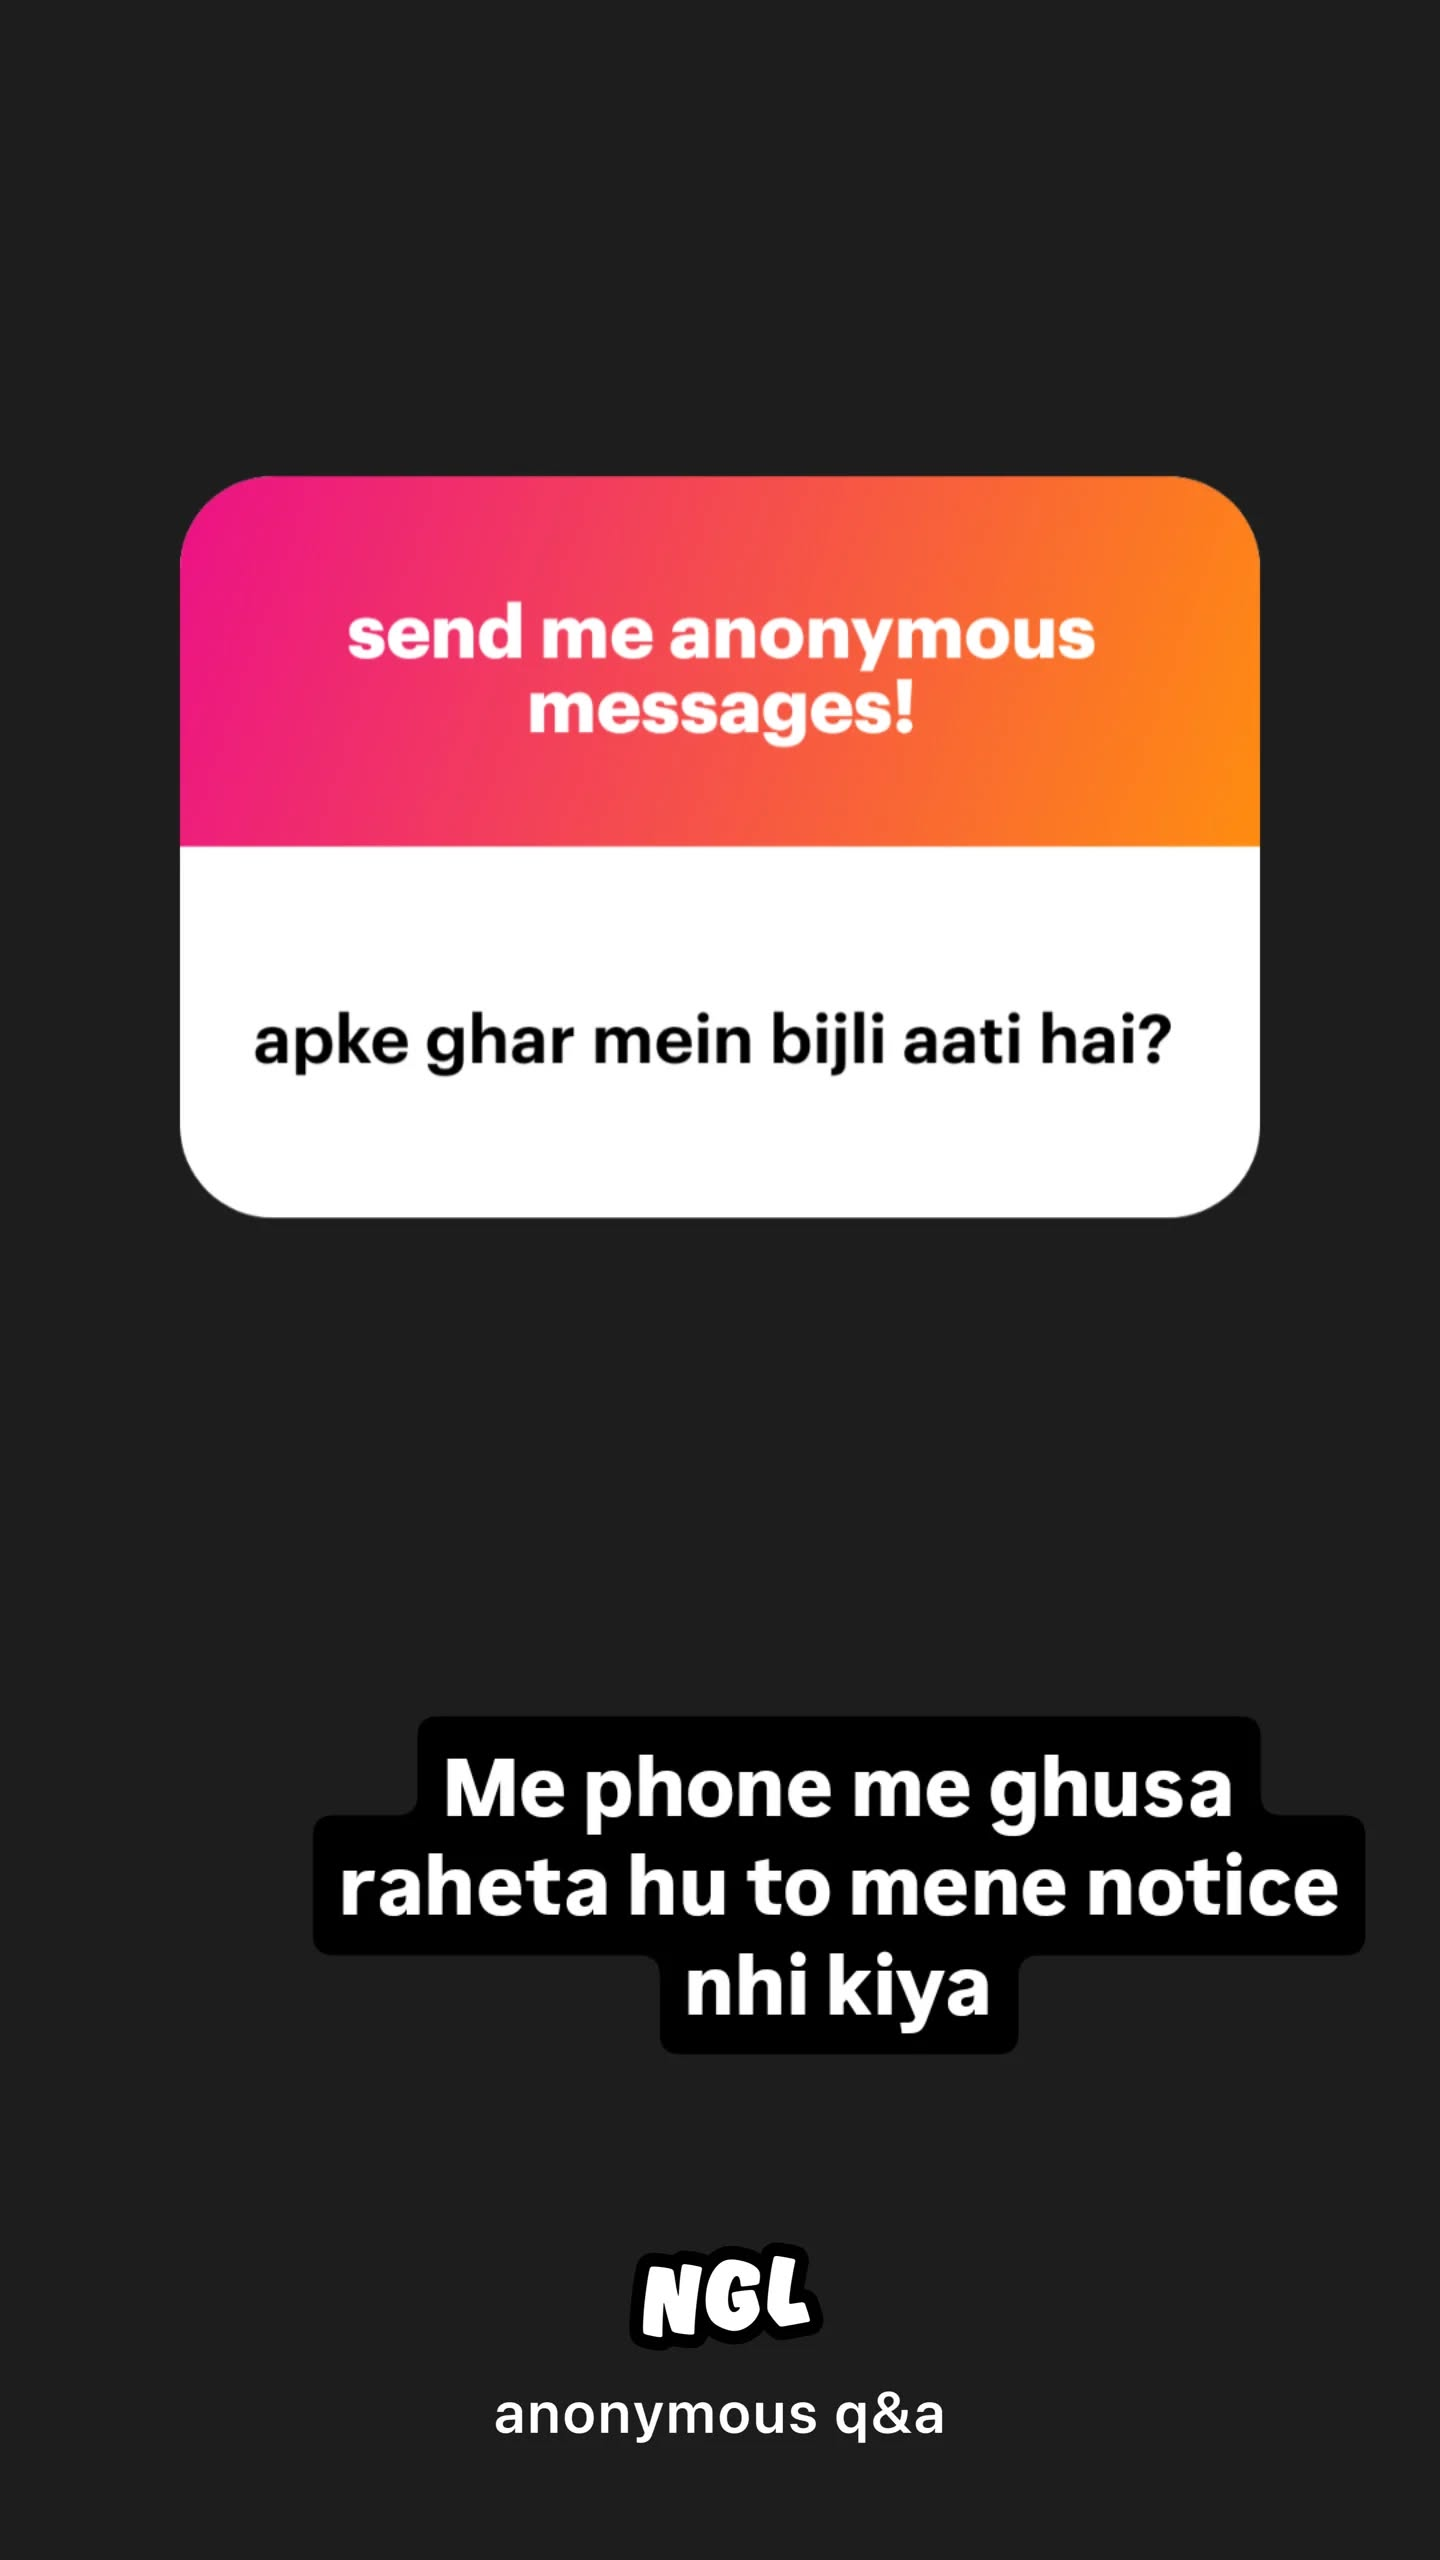 send me anonymous
messages!
apke ghar mein bijli aati hai?
Me phone me ghusa
raheta hu to mene notice
nhi kiya
NGL
anonymous q&a